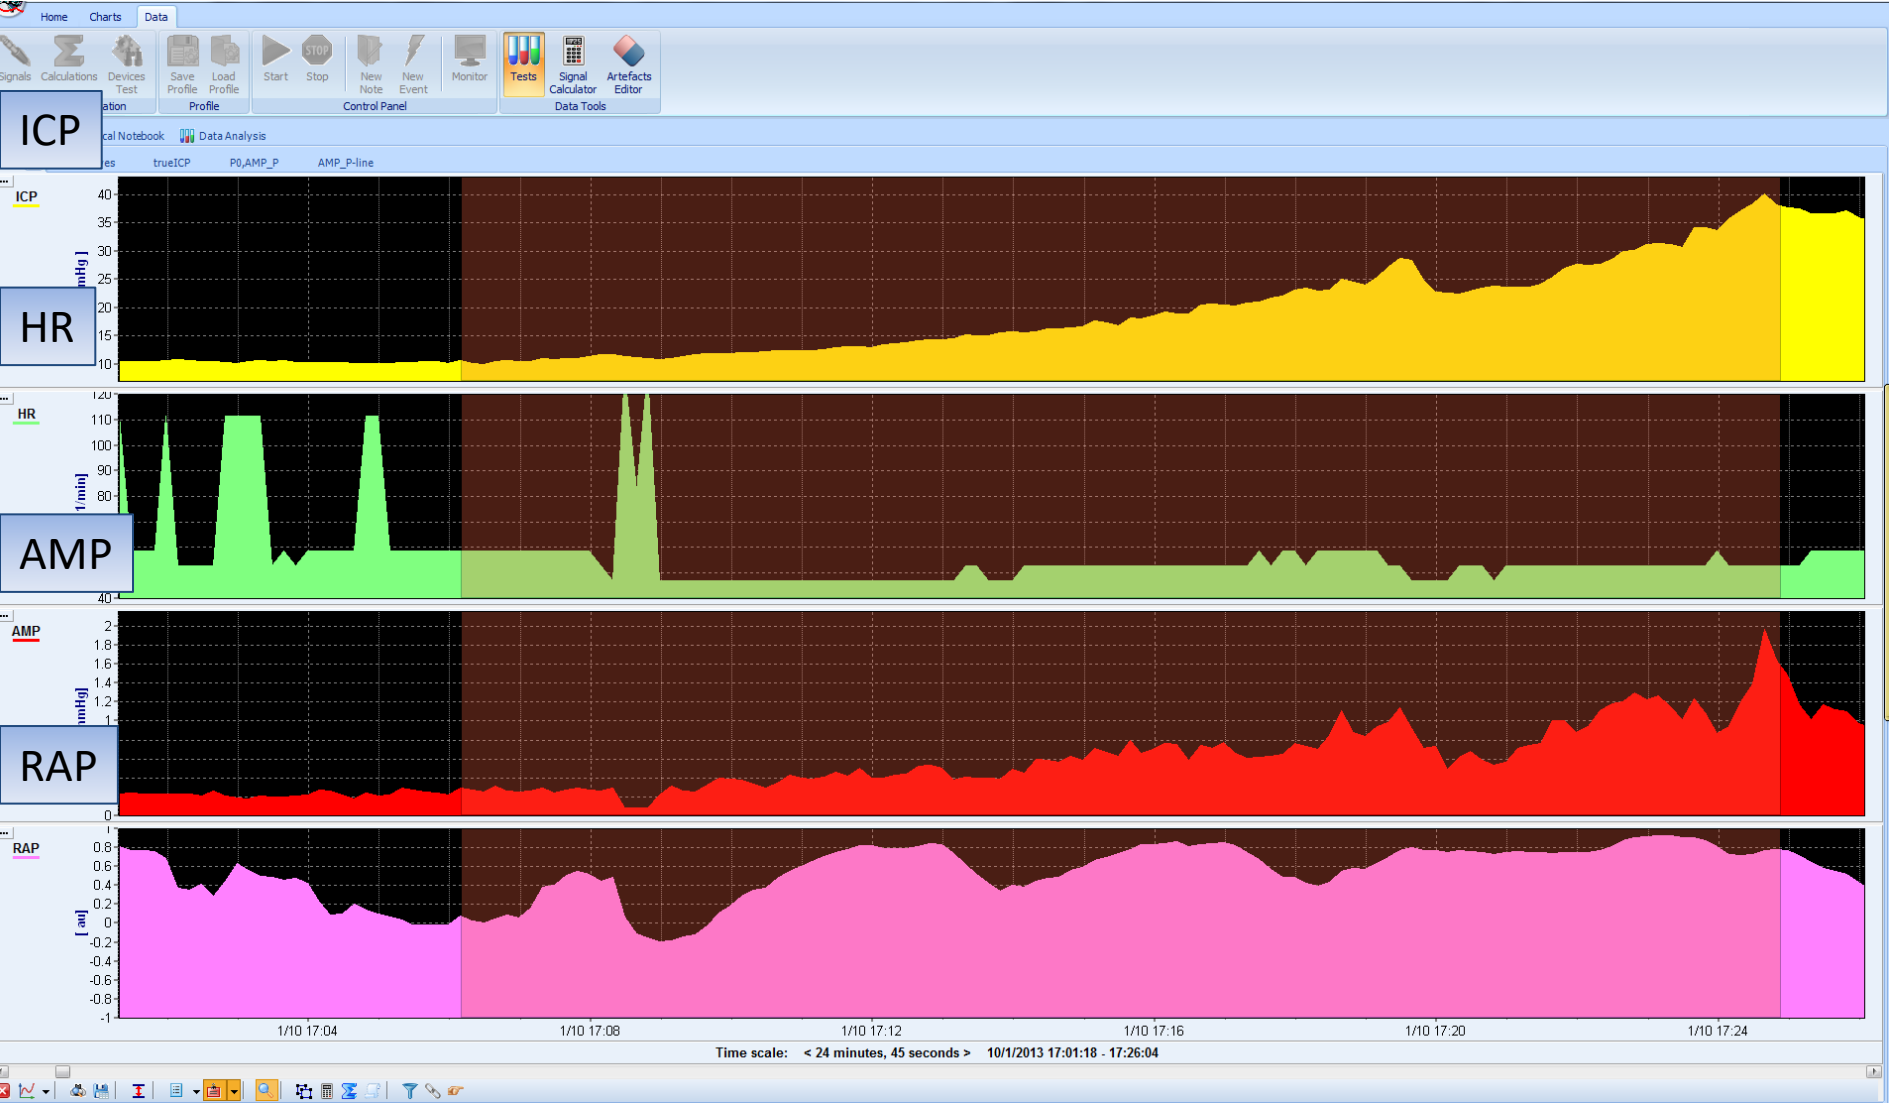 Home Charts Data
Signals Calculations Devices Test Save Profile Load Profile Start Stop New Note New Event Monitor Tests Signal Calculator Artefacts Editor
ation Profile Control Panel Data Tools
ICP
cal Notebook Data Analysis
es trueICP P0,AMP_P AMP_P-line
ICP
40
35
30
25
20
15
10
mHg ]
HR
HR
120
110
100
90
80
40
1/min]
AMP
AMP
2
1.8
1.6
1.4
1.2
1
0
mHg]
RAP
RAP
1
0.8
0.6
0.4
0.2
0
-0.2
-0.4
-0.6
-0.8
-1
[ au]
1/10 17:04 1/10 17:08 1/10 17:12 1/10 17:16 1/10 17:20 1/10 17:24
Time scale: < 24 minutes, 45 seconds > 10/1/2013 17:01:18 - 17:26:04